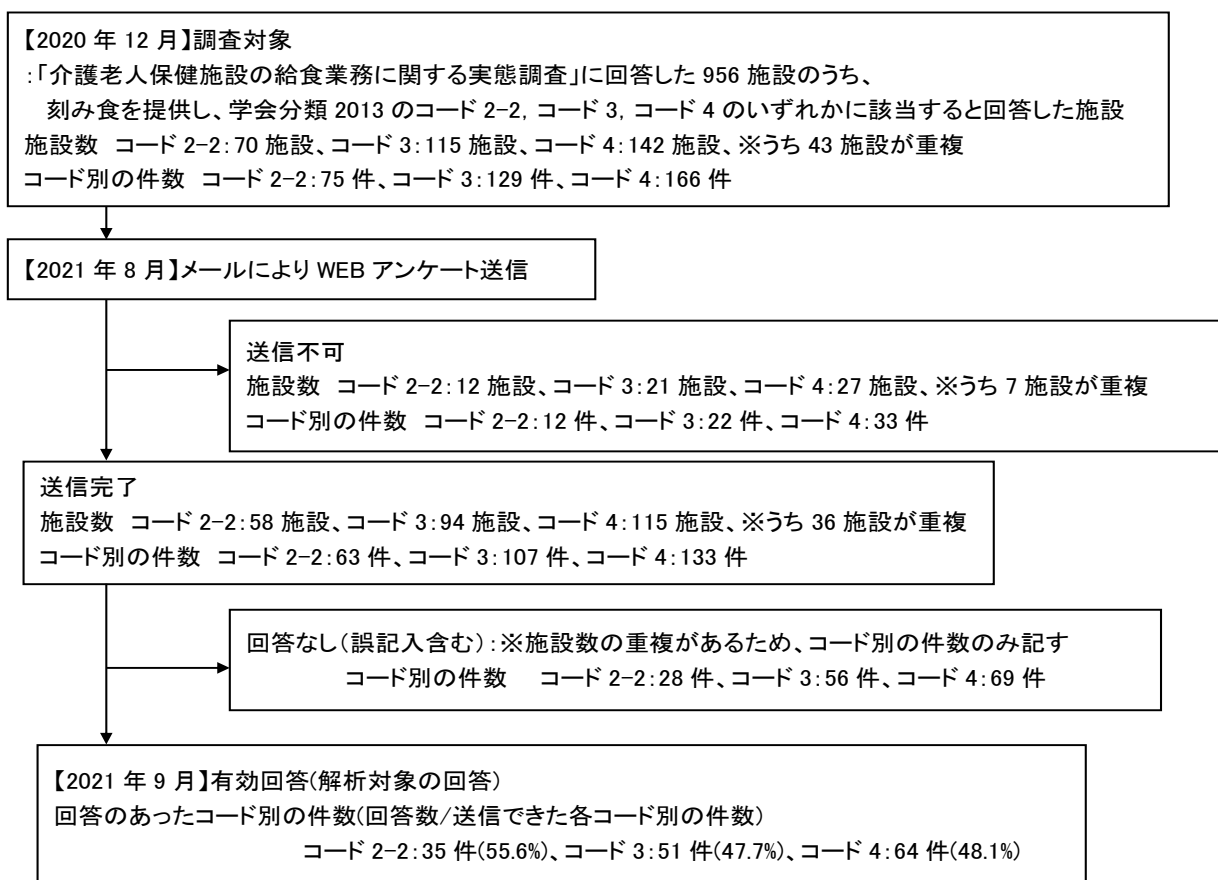 【2020 年 12 月】調査対象
:「介護老人保健施設の給食業務に関する実態調査」に回答した 956 施設のうち、
刻み食を提供し、学会分類 2013 のコード 2-2, コード 3, コード 4 のいずれかに該当すると回答した施設
施設数 コード 2-2:70 施設、コード 3:115 施設、コード 4:142 施設、※うち 43 施設が重複
コード別の件数 コード 2-2:75 件、コード 3:129 件、コード 4:166 件
【2021 年 8 月】メールにより WEB アンケート送信
送信不可
施設数 コード 2-2:12 施設、コード 3:21 施設、コード 4:27 施設、※うち 7 施設が重複
コード別の件数 コード 2-2:12 件、コード 3:22 件、コード 4:33 件
送信完了
施設数 コード 2-2:58 施設、コード 3:94 施設、コード 4:115 施設、※うち 36 施設が重複
コード別の件数 コード 2-2:63 件、コード 3:107 件、コード 4:133 件
回答なし(誤記入含む):※施設数の重複があるため、コード別の件数のみ記す
コード別の件数 コード 2-2:28 件、コード 3:56 件、コード 4:69 件
【2021 年 9 月】有効回答(解析対象の回答)
回答のあったコード別の件数(回答数/送信できた各コード別の件数)
コード 2-2:35 件(55.6%)、コード 3:51 件(47.7%)、コード 4:64 件(48.1%)